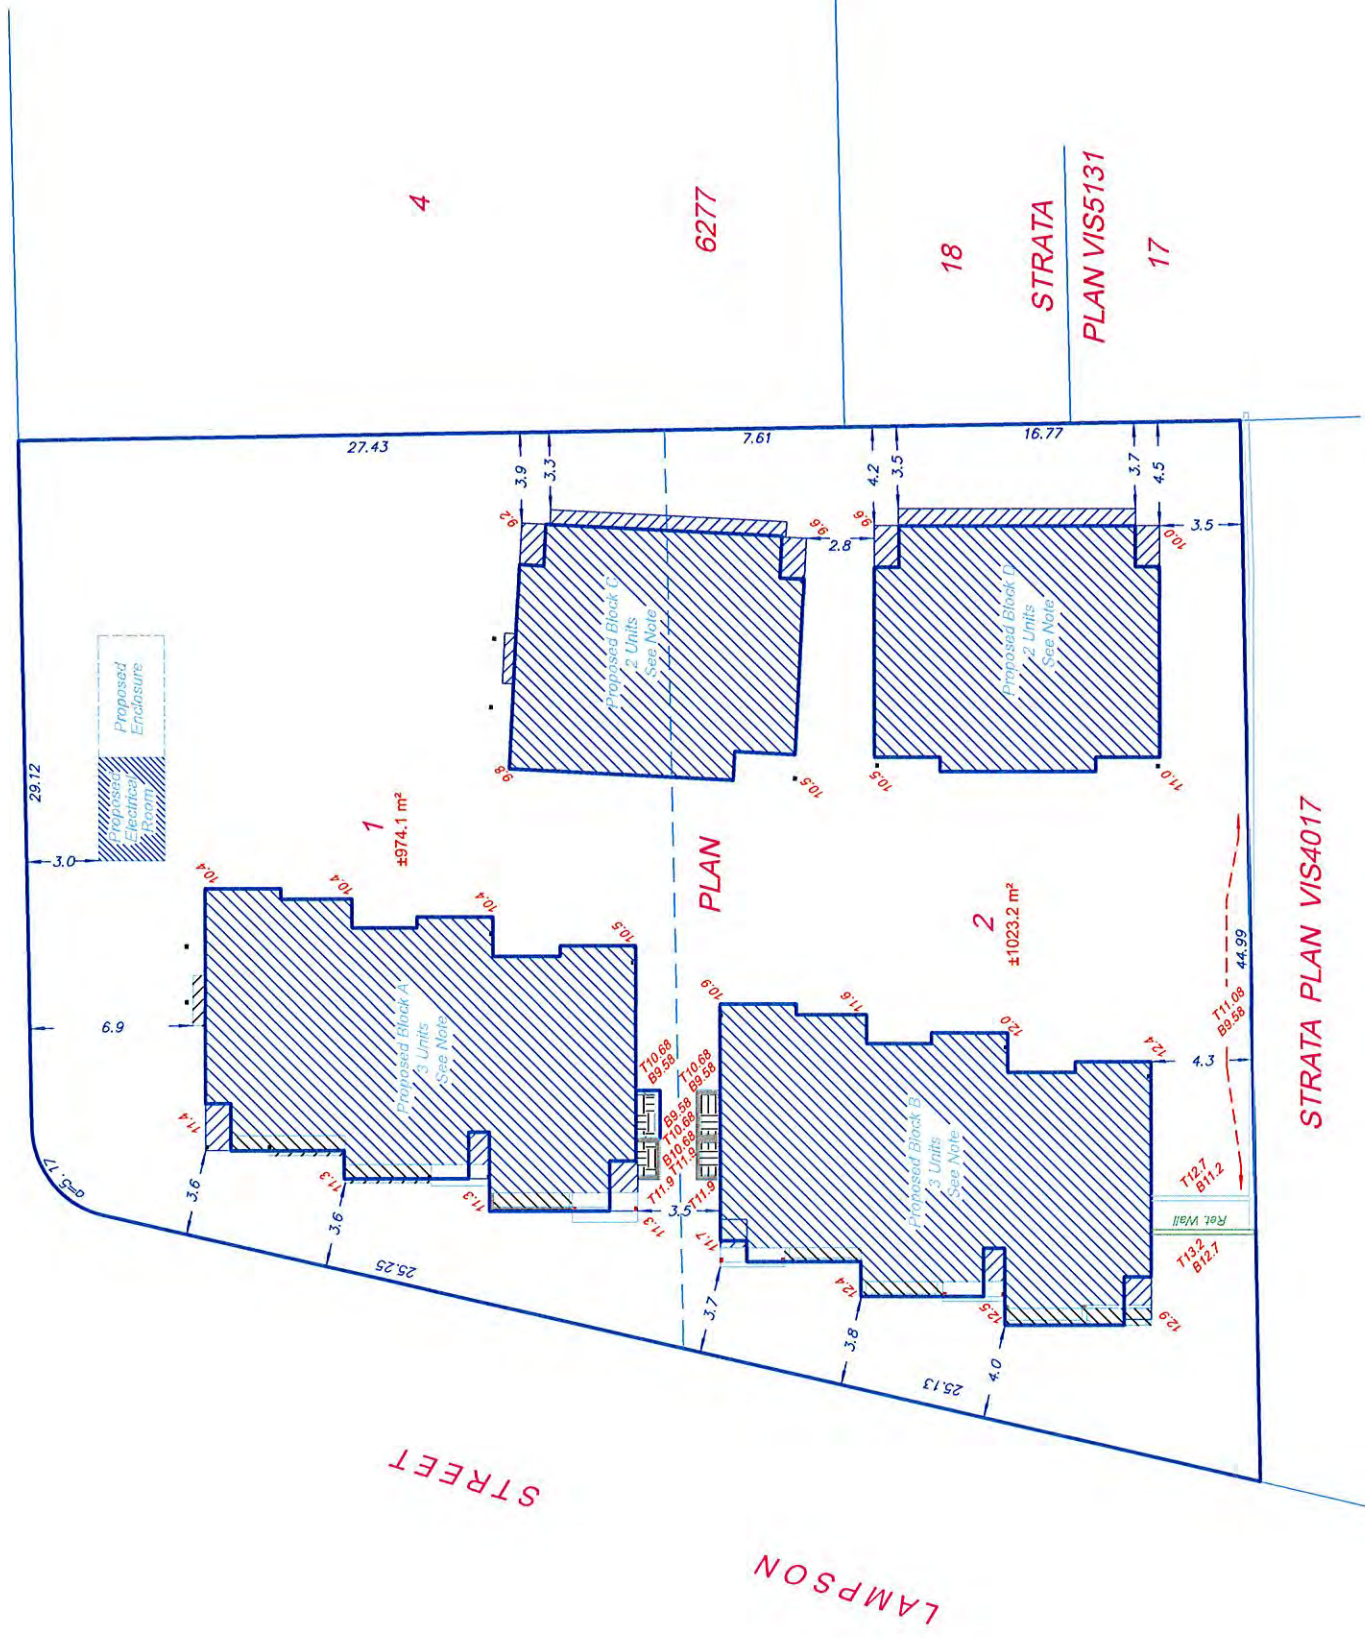 4
6277
18
STRATA
PLAN VIS5131
17
27.43
7.61
16.77
3.9
3.3
4.2
3.5
3.7
4.5
9.2
9.6
9.6
10.0
2.8
3.5
29.12
Proposed
Enclosure
Proposed
Electrical
Room
3.0
Proposed Block C
2 Units
See Note
Proposed Block D
2 Units
See Note
9.8
10.5
10.5
11.0
1
±974.1 m²
PLAN
2
±1023.2 m²
10.4
10.4
10.4
10.5
10.9
11.6
12.0
12.4
6.9
Proposed Block A
3 Units
See Note
Proposed Block B
3 Units
See Note
T10.68
B9.58
T10.68
B9.58
B9.58
T10.68
B10.68
T11.9
T11.9
T11.9
44.99
T11.08
B9.58
4.3
STRATA PLAN VIS4017
T12.7
B11.2
Ret. Wall
T13.2
B12.7
11.4
11.3
11.3
11.3
3.5
11.7
12.4
12.5
12.9
a=5.17
3.6
3.6
25.25
3.7
3.8
4.0
25.13
STREET
LAMPSON